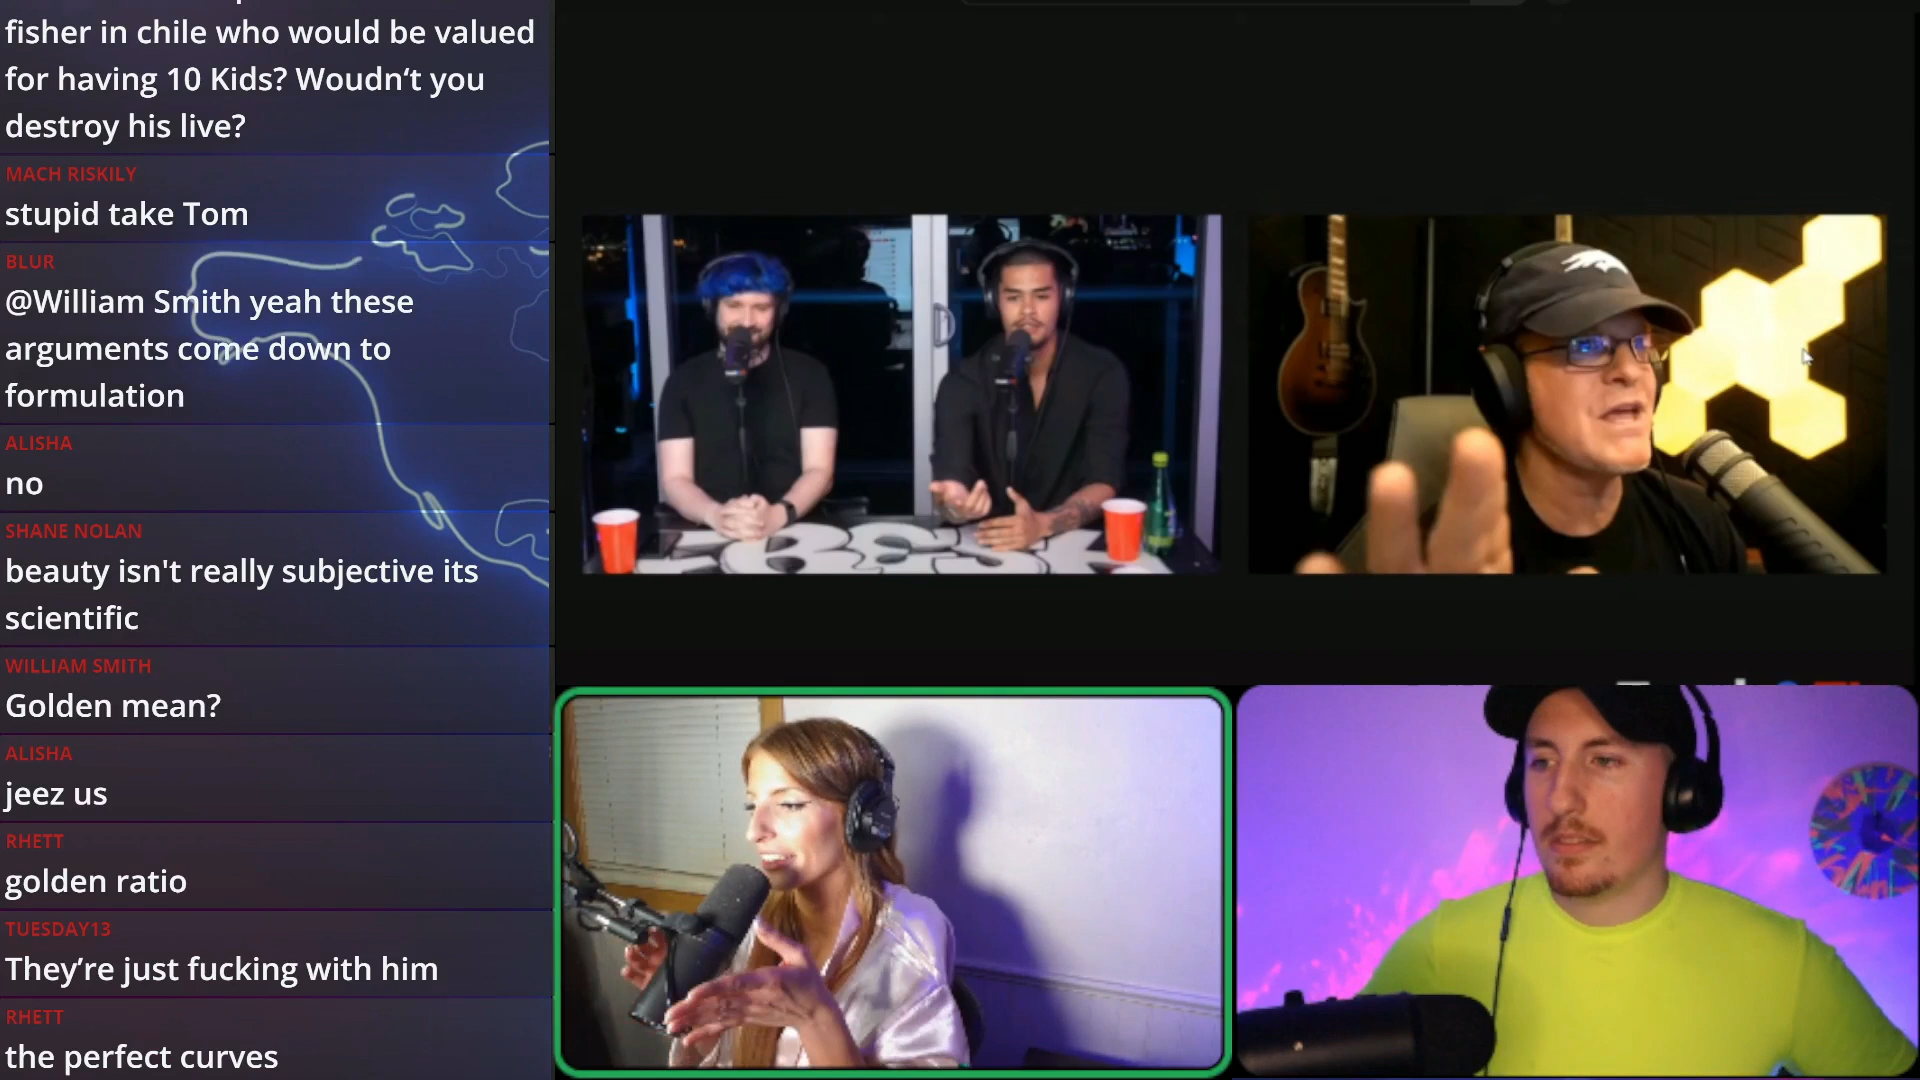 fisher in chile who would be valued
for having 10 Kids? Woudn‘t you
destroy his live?
MACH RISKILY
stupid take Tom
BLUR
@William Smith yeah these
arguments come down to
formulation
ALISHA
no
SHANE NOLAN
beauty isn't really subjective its
scientific
WILLIAM SMITH
Golden mean?
ALISHA
jeez us
RHETT
golden ratio
TUESDAY13
They’re just fucking with him
RHETT
the perfect curves